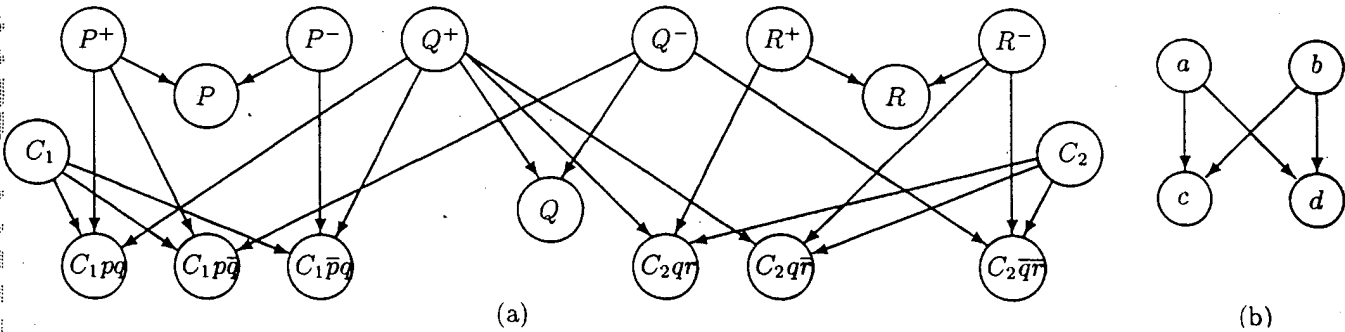 P⁺ P⁻ Q⁺ Q⁻ R⁺ R⁻
a b
P R
C₁ C₂
Q
c d
C₁pq C₁pq̅ C₁p̅q C₂qr C₂qr̅ C₂q̅r̅
(a) (b)